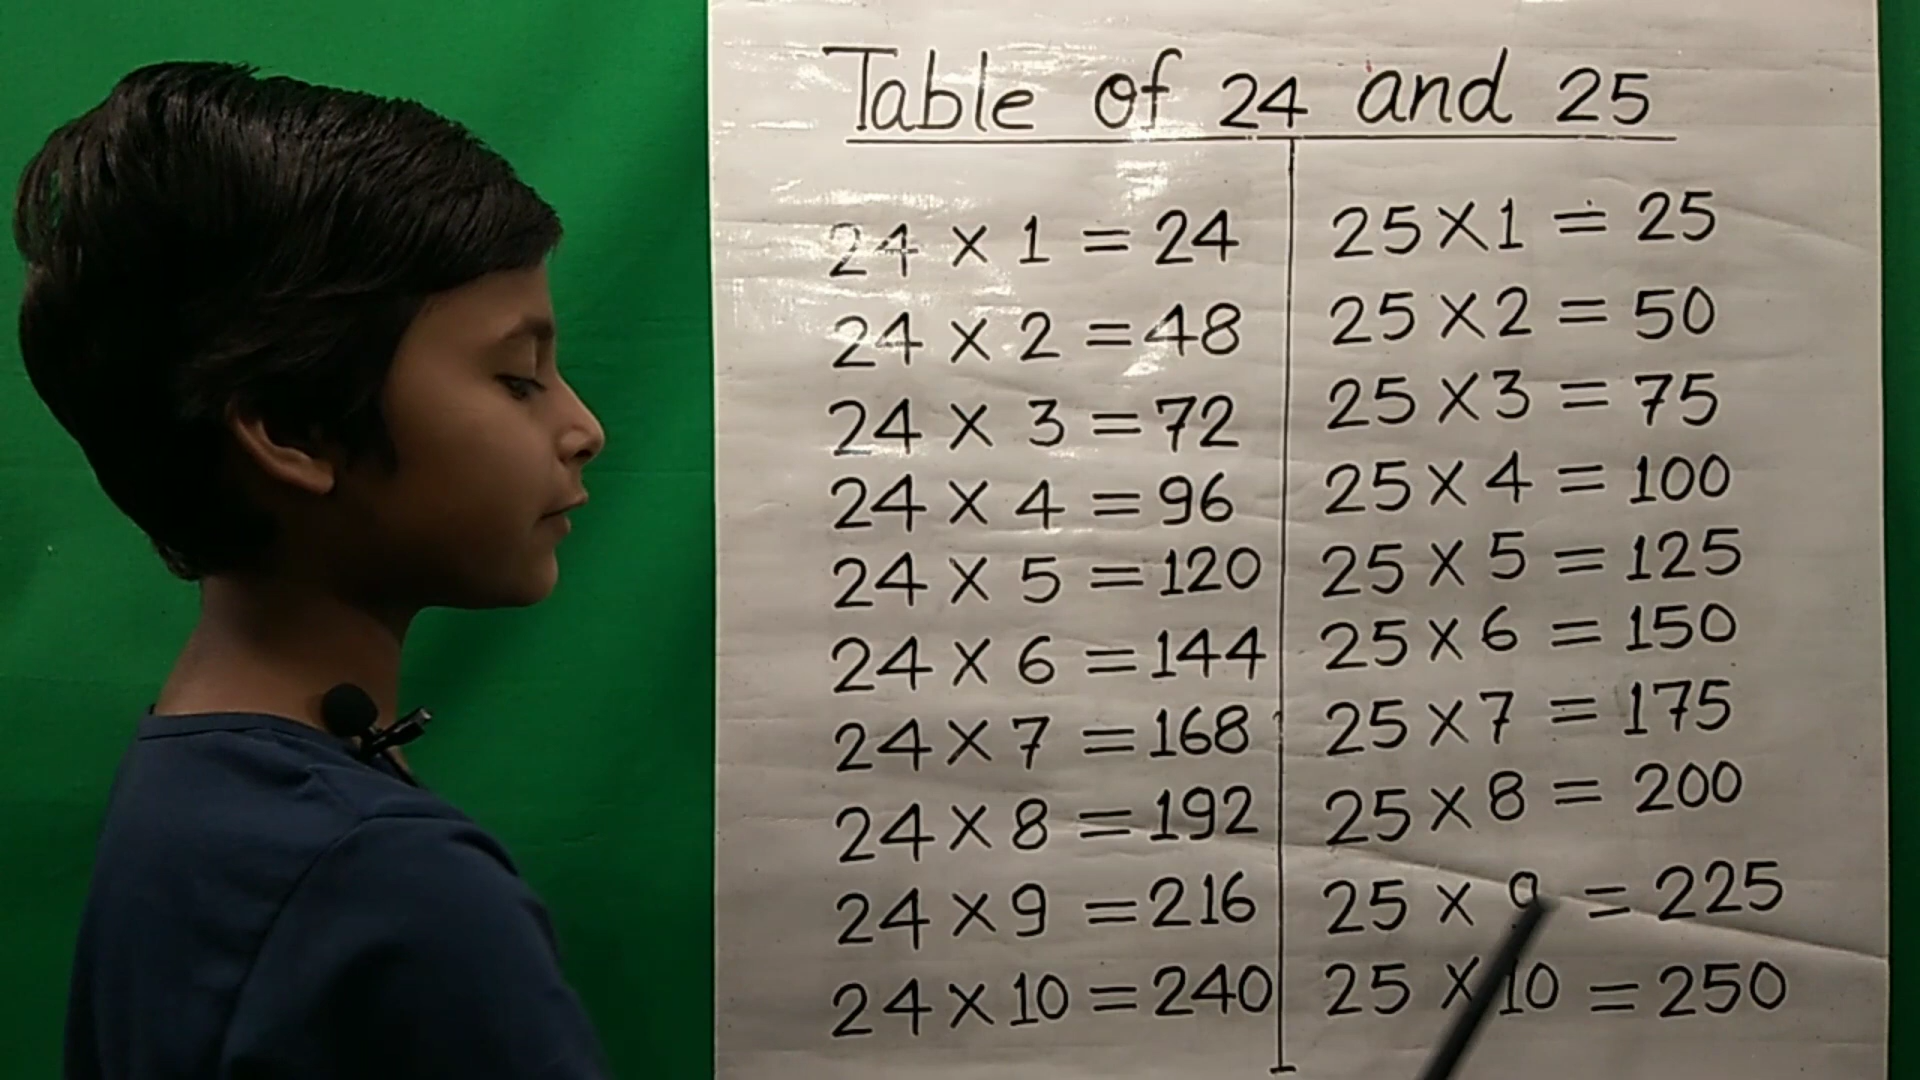 Table of 24 and 25
24 × 1 = 24
24 × 2 = 48
24 × 3 = 72
24 × 4 = 96
24 × 5 = 120
24 × 6 = 144
24 × 7 = 168
24 × 8 = 192
24 × 9 = 216
24 × 10 = 240
25 × 1 = 25
25 × 2 = 50
25 × 3 = 75
25 × 4 = 100
25 × 5 = 125
25 × 6 = 150
25 × 7 = 175
25 × 8 = 200
25 × 9 = 225
25 × 10 = 250